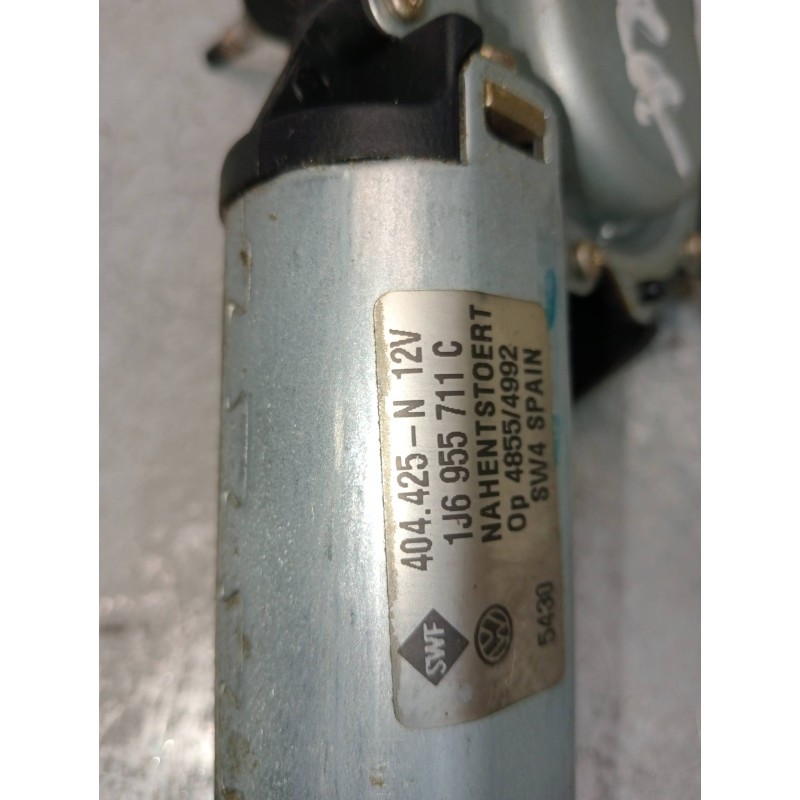 404.425-N 12V
1J6 955 711 C
NAHENTSTOERT
Op 4855/4992
SW4 SPAIN
SWF
5430